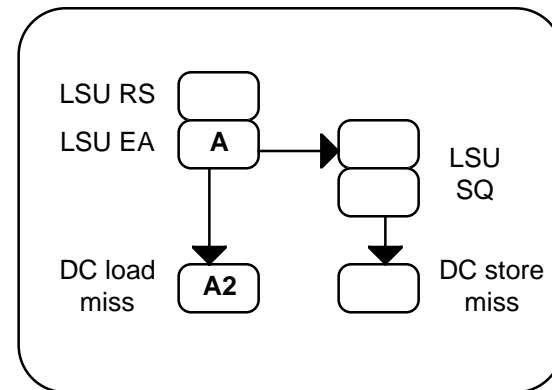 LSU RS
LSU EA
A
LSU
SQ
DC load
miss
A2
DC store
miss